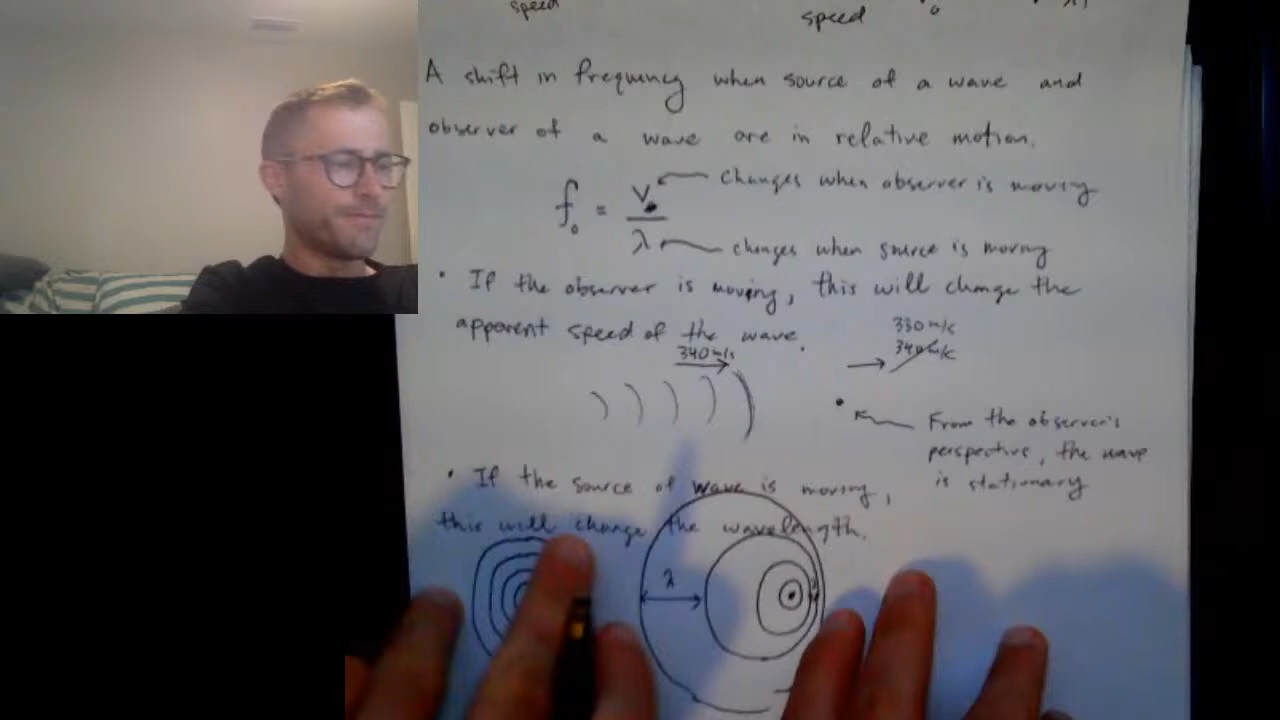 speed
speed o λ
A shift in frequency when source of a wave and
observer of a wave are in relative motion.
fo = V changes when observer is moving
λ changes when source is moving
• If the observer is moving, this will change the
apparent speed of the wave.
340 m/s
330 m/s
340 m/s
From the observer's
perspective, the wave
is stationary
• If the source of wave is moving,
this will change the wavelength.
λ